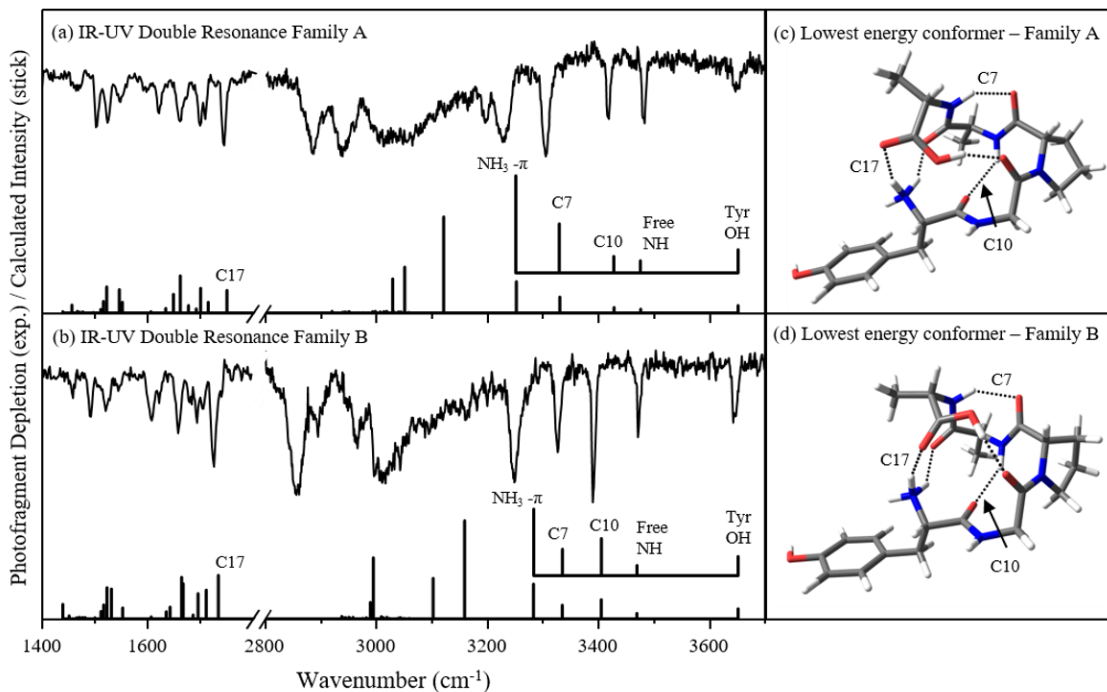 (a) IR-UV Double Resonance Family A
(c) Lowest energy conformer – Family A
C7
C17
C10
NH3 -π
C7
C10
Free
NH
Tyr
OH
C17
(b) IR-UV Double Resonance Family B
(d) Lowest energy conformer – Family B
C7
C17
C10
NH3 -π
C7
C10
Free
NH
Tyr
OH
C17
Photofragment Depletion (exp.) / Calculated Intensity (stick)
1400 1600 2800 3000 3200 3400 3600
Wavenumber (cm-1)